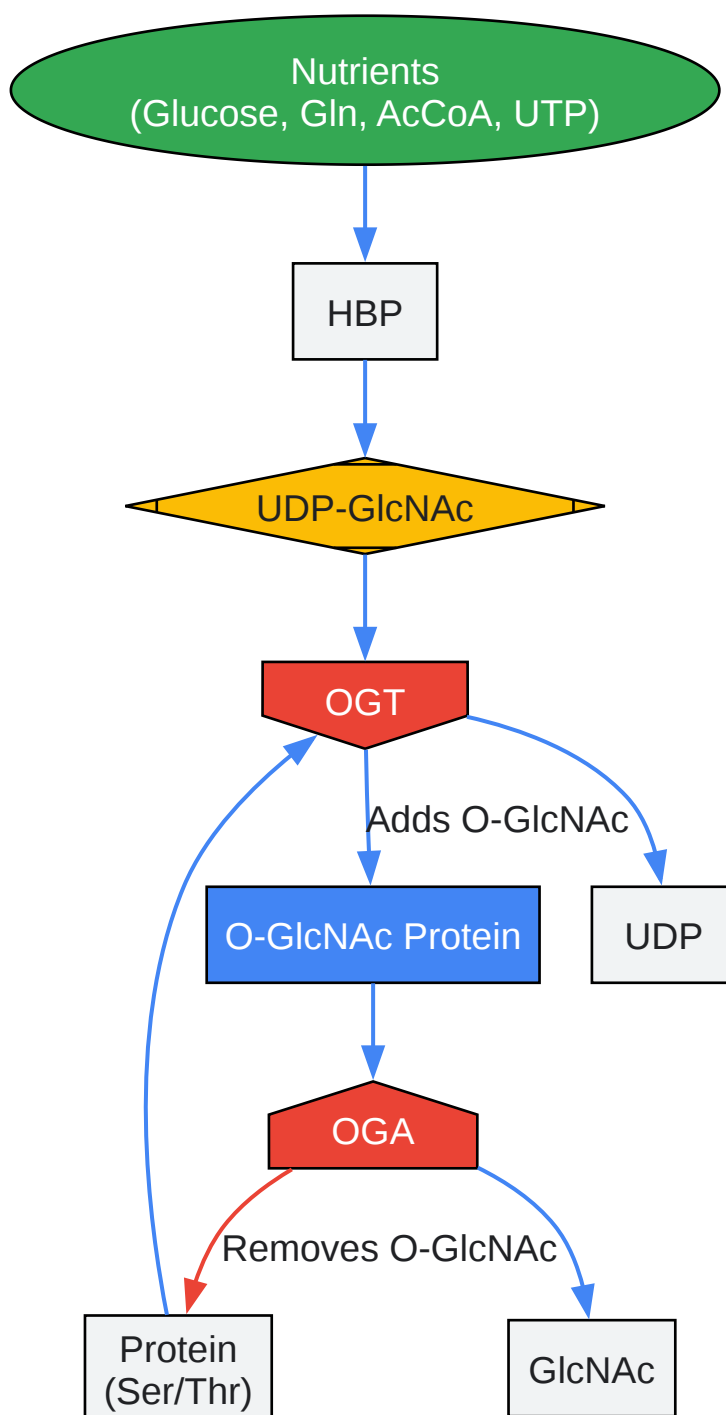 Nutrients
(Glucose, Gln, AcCoA, UTP)
HBP
UDP-GlcNAc
OGT
Adds O-GlcNAc
O-GlcNAc Protein
UDP
OGA
Removes O-GlcNAc
Protein
(Ser/Thr)
GlcNAc